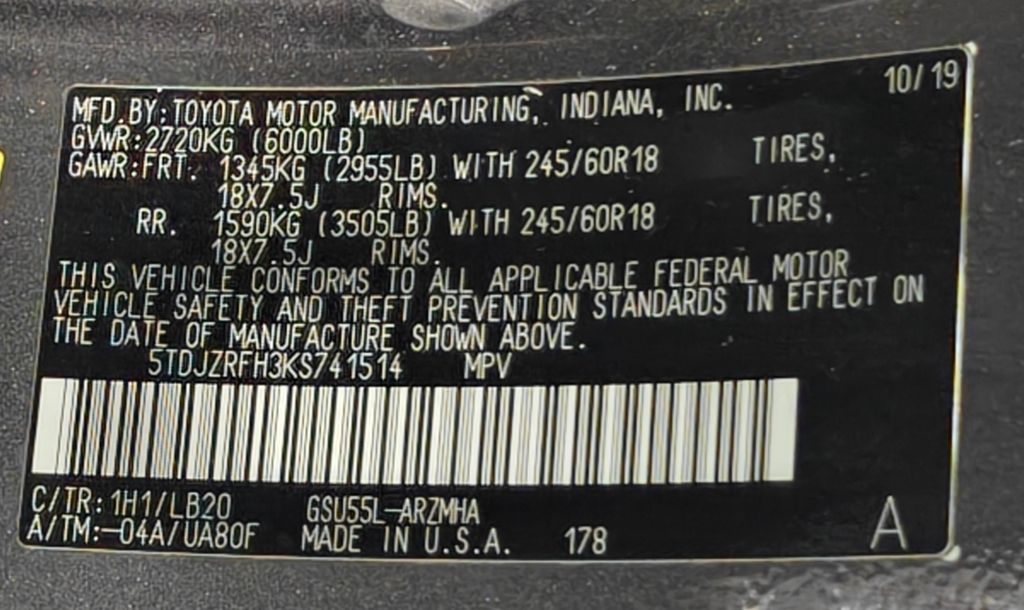 10/19
MFD.BY:TOYOTA MOTOR MANUFACTURING, INDIANA, INC.
GVWR:2720KG (6000LB)
GAWR:FRT. 1345KG (2955LB) WITH 245/60R18 TIRES,
18X7.5J RIMS.
RR. 1590KG (3505LB) WITH 245/60R18 TIRES,
18X7.5J RIMS.
THIS VEHICLE CONFORMS TO ALL APPLICABLE FEDERAL MOTOR
VEHICLE SAFETY AND THEFT PREVENTION STANDARDS IN EFFECT ON
THE DATE OF MANUFACTURE SHOWN ABOVE.
5TDJZRFH3KS741514 MPV
C/TR:1H1/LB20 GSU55L-ARZMHA
A/TM:-04A/UA80F MADE IN U.S.A. 178 A